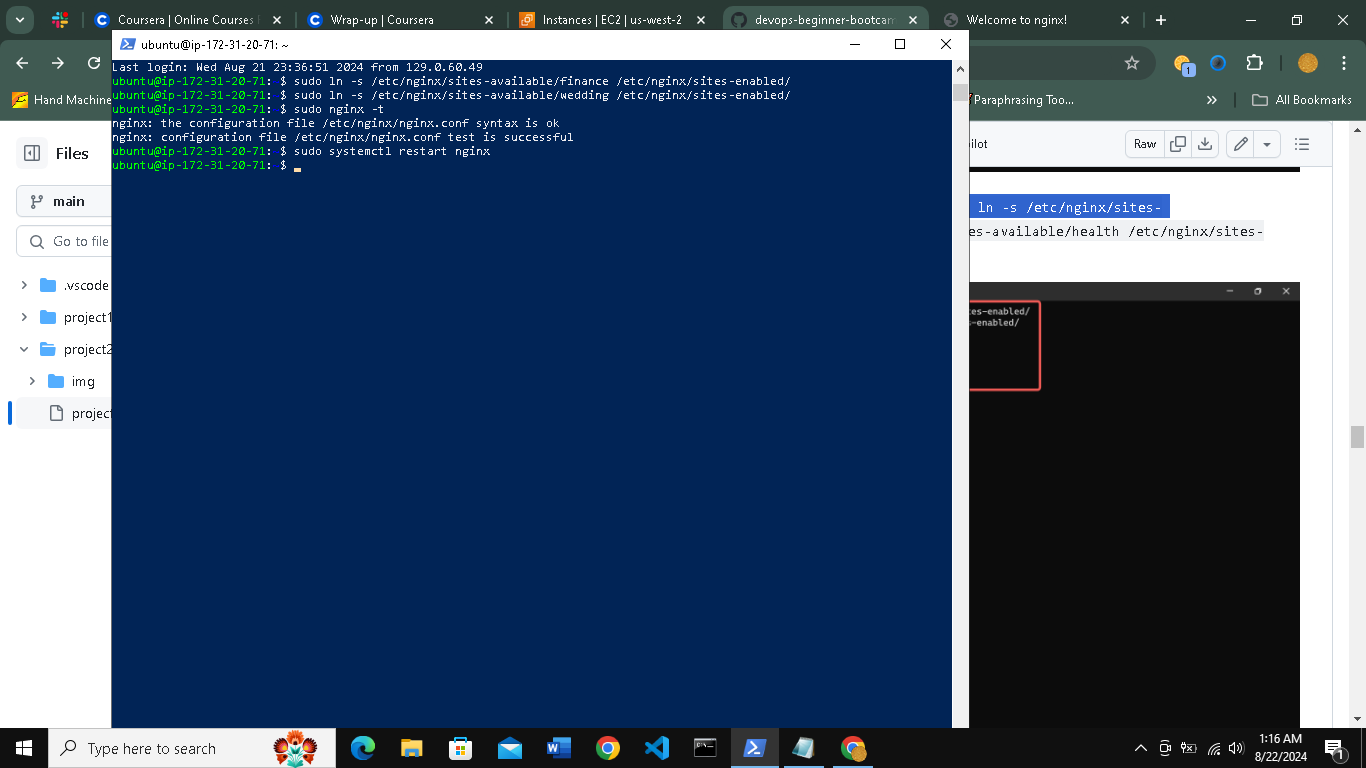 Coursera | Online Courses
Wrap-up | Coursera
Instances | EC2 | us-west-2
devops-beginner-bootcam
Welcome to nginx!
ubuntu@ip-172-31-20-71: ~
1
Hand Machine
Paraphrasing Too...
All Bookmarks
Last login: Wed Aug 21 23:36:51 2024 from 129.0.60.49
ubuntu@ip-172-31-20-71:~$ sudo ln -s /etc/nginx/sites-available/finance /etc/nginx/sites-enabled/
ubuntu@ip-172-31-20-71:~$ sudo ln -s /etc/nginx/sites-available/wedding /etc/nginx/sites-enabled/
ubuntu@ip-172-31-20-71:~$ sudo nginx -t
nginx: the configuration file /etc/nginx/nginx.conf syntax is ok
nginx: configuration file /etc/nginx/nginx.conf test is successful
ubuntu@ip-172-31-20-71:~$ sudo systemctl restart nginx
ubuntu@ip-172-31-20-71:~$
Files
main
Go to file
.vscode
project1
project2
img
project
ilot
Raw
ln -s /etc/nginx/sites-
es-available/health /etc/nginx/sites-
tes-enabled/
s-enabled/
Type here to search
1:16 AM
8/22/2024
1